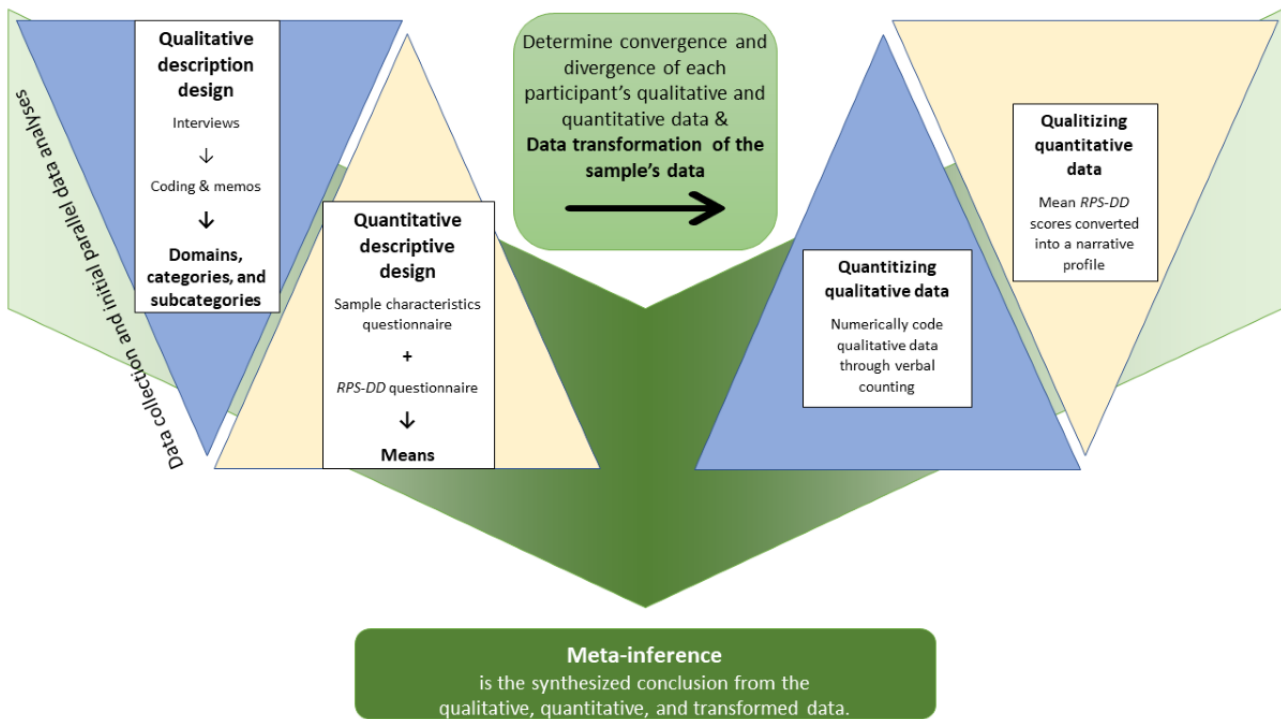 Data collection and initial parallel data analyses
Qualitative
description
design
Interviews
↓
Coding & memos
↓
Domains,
categories, and
subcategories
Quantitative
descriptive
design
Sample characteristics
questionnaire
+
RPS-DD questionnaire
↓
Means
Determine convergence and
divergence of each
participant's qualitative and
quantitative data &
Data transformation of the
sample's data
Quantitizing
qualitative data
Numerically code
qualitative data
through verbal
counting
Qualitizing
quantitative
data
Mean RPS-DD
scores converted
into a narrative
profile
Meta-inference
is the synthesized conclusion from the
qualitative, quantitative, and transformed data.